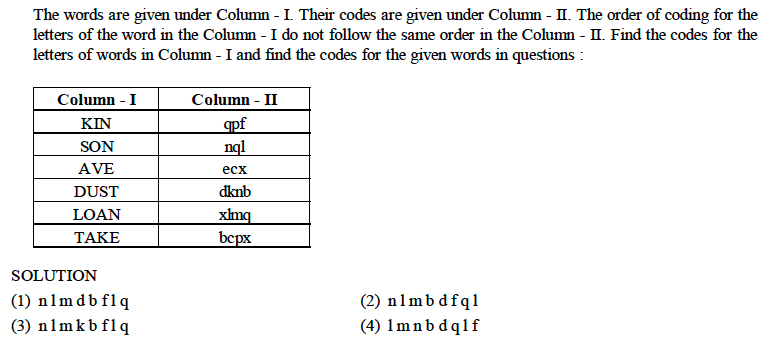 The words are given under Column - I. Their codes are given under Column - II. The order of coding for the
letters of the word in the Column - I do not follow the same order in the Column - II. Find the codes for the
letters of words in Column - I and find the codes for the given words in questions :
Column - I Column - II
KIN qpf
SON nql
AVE ecx
DUST dknb
LOAN xlmq
TAKE bcpx
SOLUTION
(1) n l m d b f l q (2) n l m b d f q l
(3) n l m k b f l q (4) l m n b d q l f